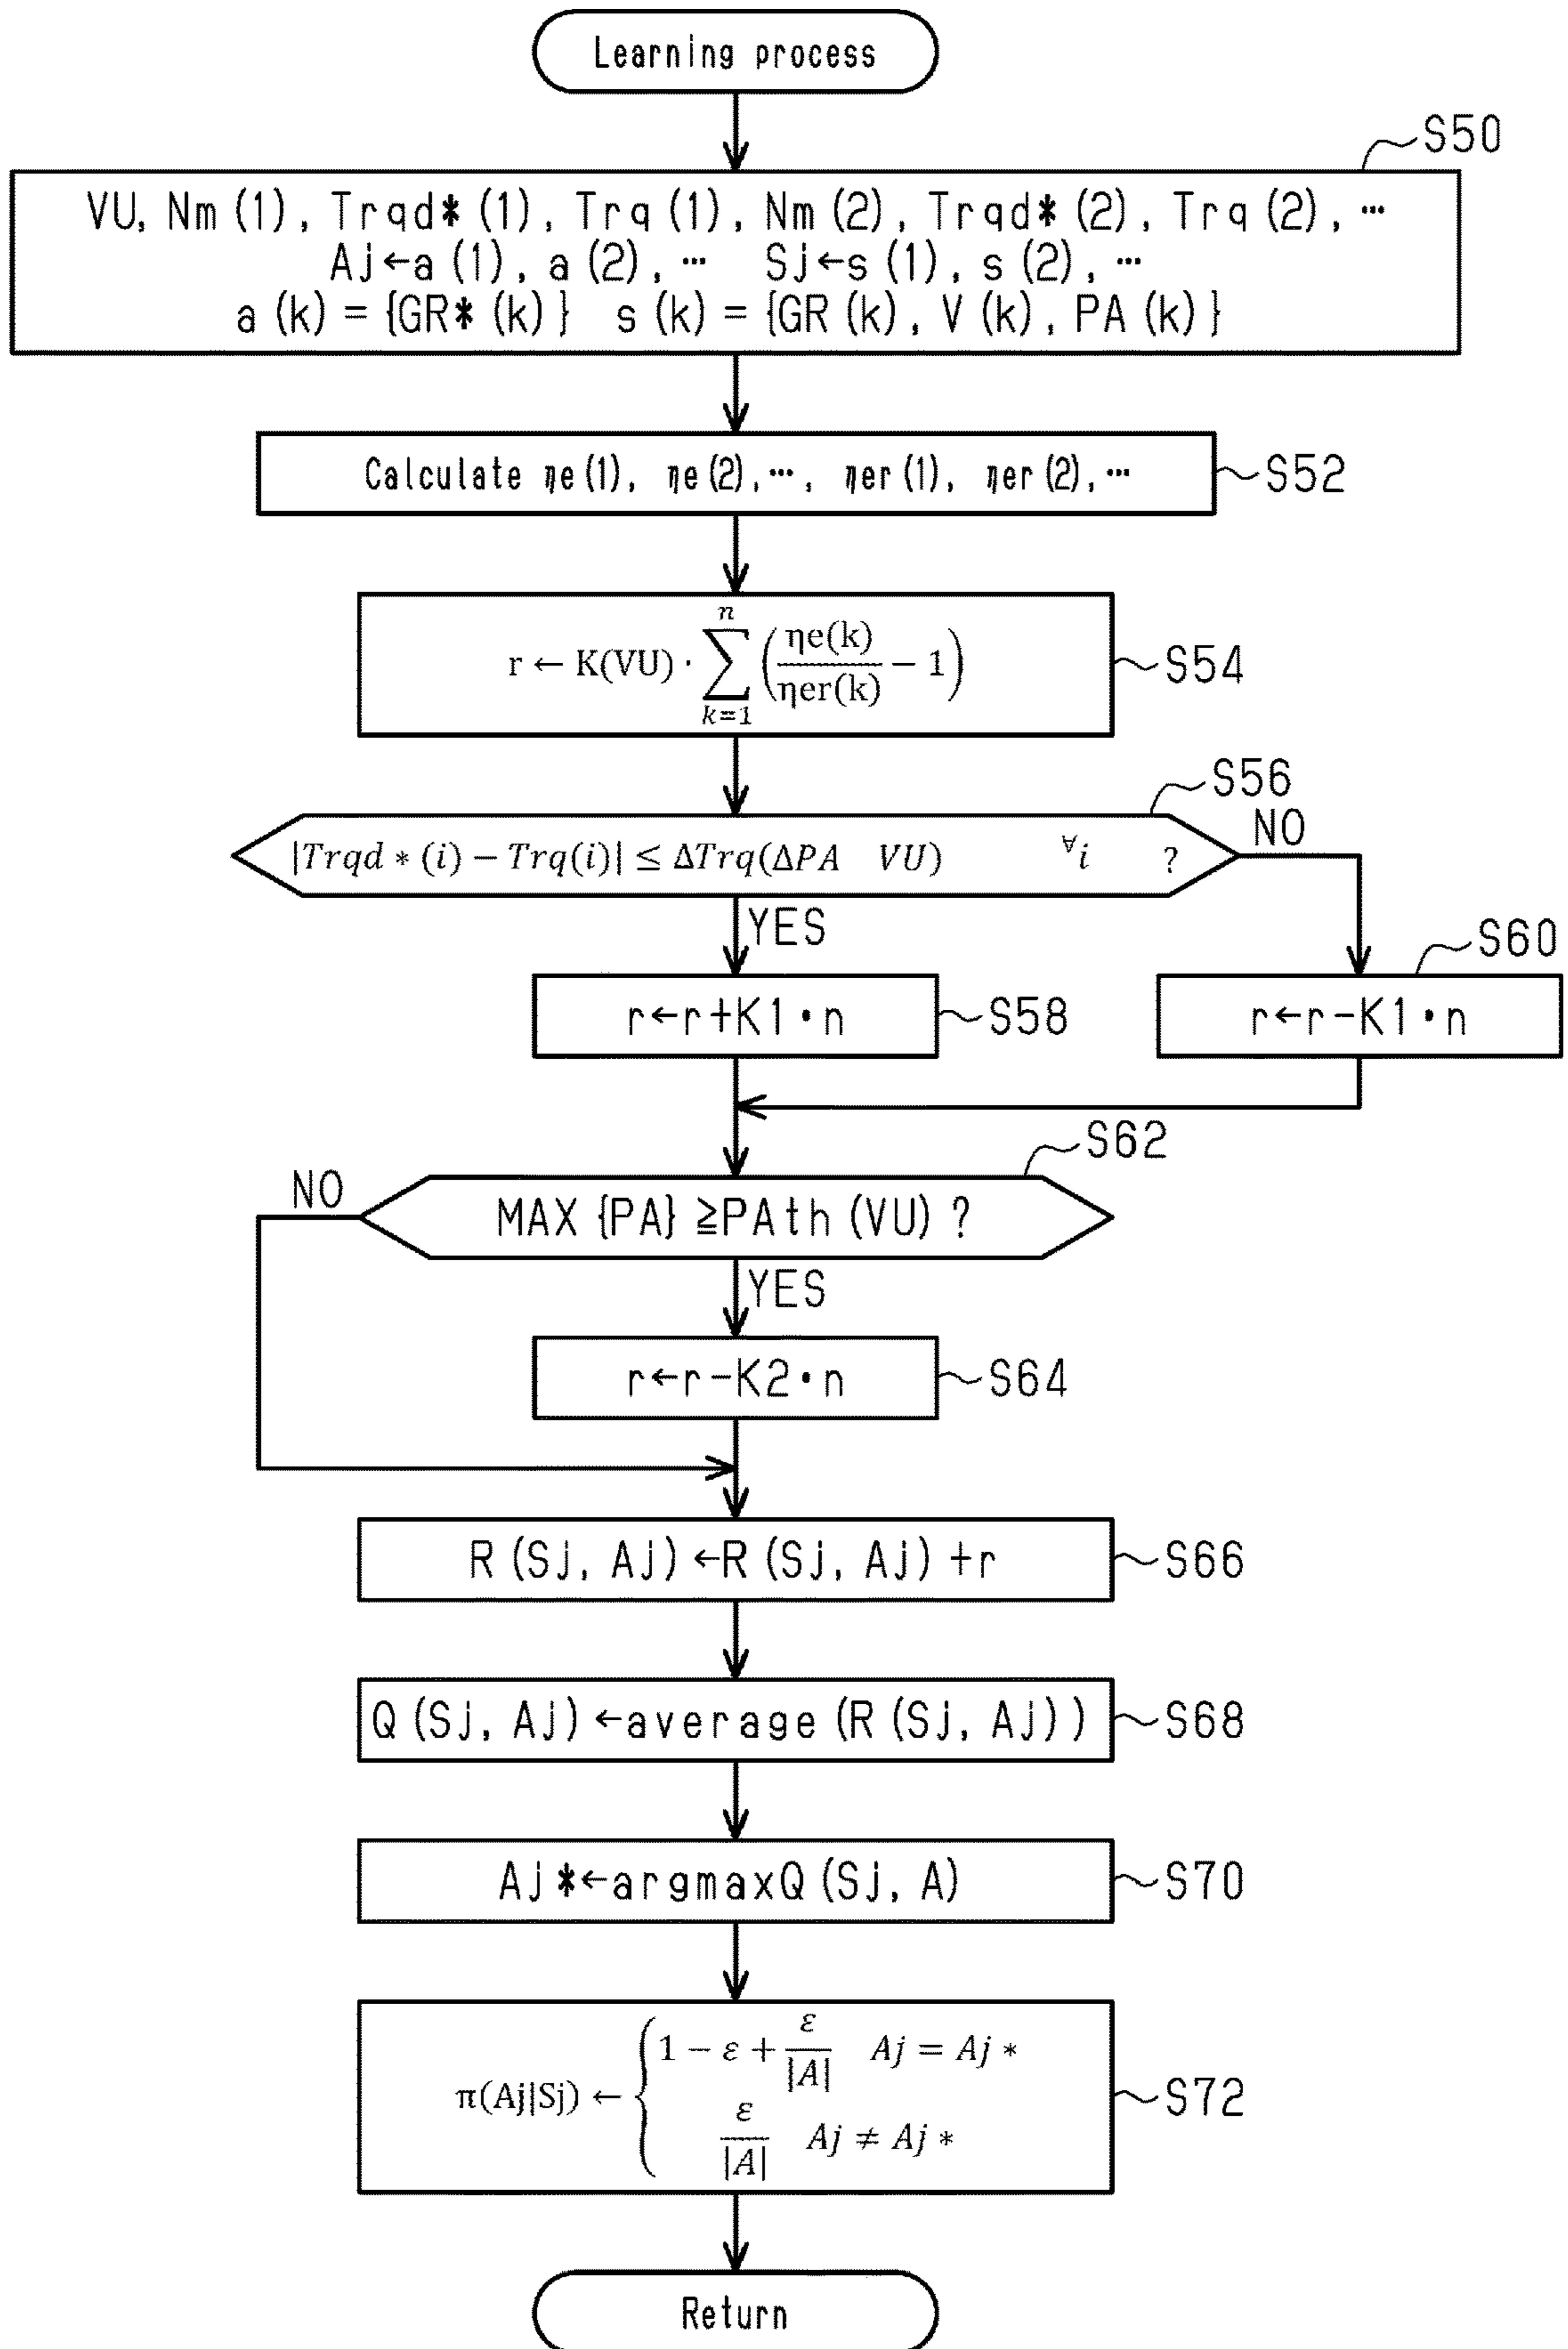 Learning process
S50
VU, Nm(1), Trqd*(1), Trq(1), Nm(2), Trqd*(2), Trq(2), …
Aj←a(1), a(2), … Sj←s(1), s(2), …
a(k) = {GR*(k)} s(k) = {GR(k), V(k), PA(k)}
Calculate ηe(1), ηe(2),…, ηer(1), ηer(2),…
S52
r ← K(VU) · ∑_{k=1}^{n} (ηe(k)/ηer(k) − 1)
S54
S56
|Trqd * (i) − Trq(i)| ≤ ΔTrq(ΔPA VU) ∀i ?
NO
YES
S60
r←r+K1・n
S58
r←r−K1・n
S62
NO
MAX {PA} ≧PAth (VU) ?
YES
r←r−K2・n
S64
R(Sj, Aj)←R(Sj, Aj)+r
S66
Q(Sj, Aj)←average(R(Sj, Aj))
S68
Aj*←argmaxQ(Sj, A)
S70
π(Aj|Sj) ← { 1 − ε + ε/|A| Aj = Aj *
ε/|A| Aj ≠ Aj *
S72
Return